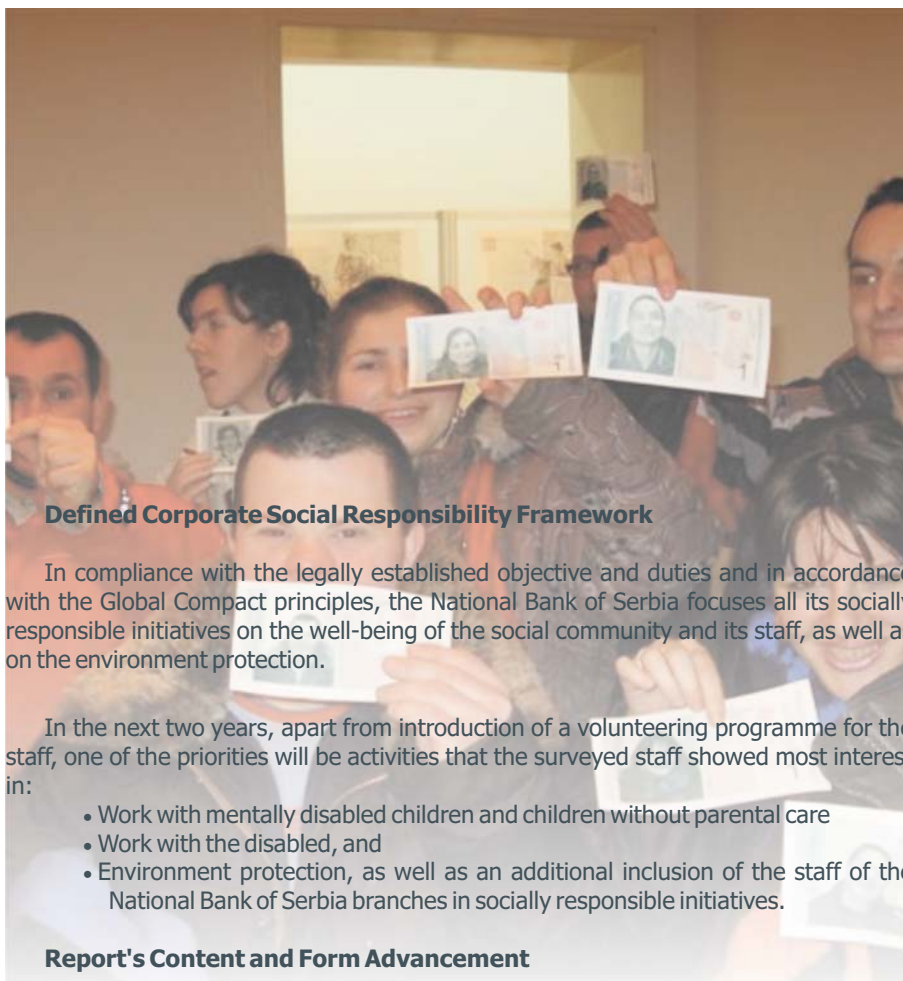 Defined Corporate Social Responsibility Framework
In compliance with the legally established objective and duties and in accordance
with the Global Compact principles, the National Bank of Serbia focuses all its socially
responsible initiatives on the well-being of the social community and its staff, as well a
on the environment protection.
In the next two years, apart from introduction of a volunteering programme for the
staff, one of the priorities will be activities that the surveyed staff showed most interes
in:
• Work with mentally disabled children and children without parental care
• Work with the disabled, and
• Environment protection, as well as an additional inclusion of the staff of the
National Bank of Serbia branches in socially responsible initiatives.
Report's Content and Form Advancement